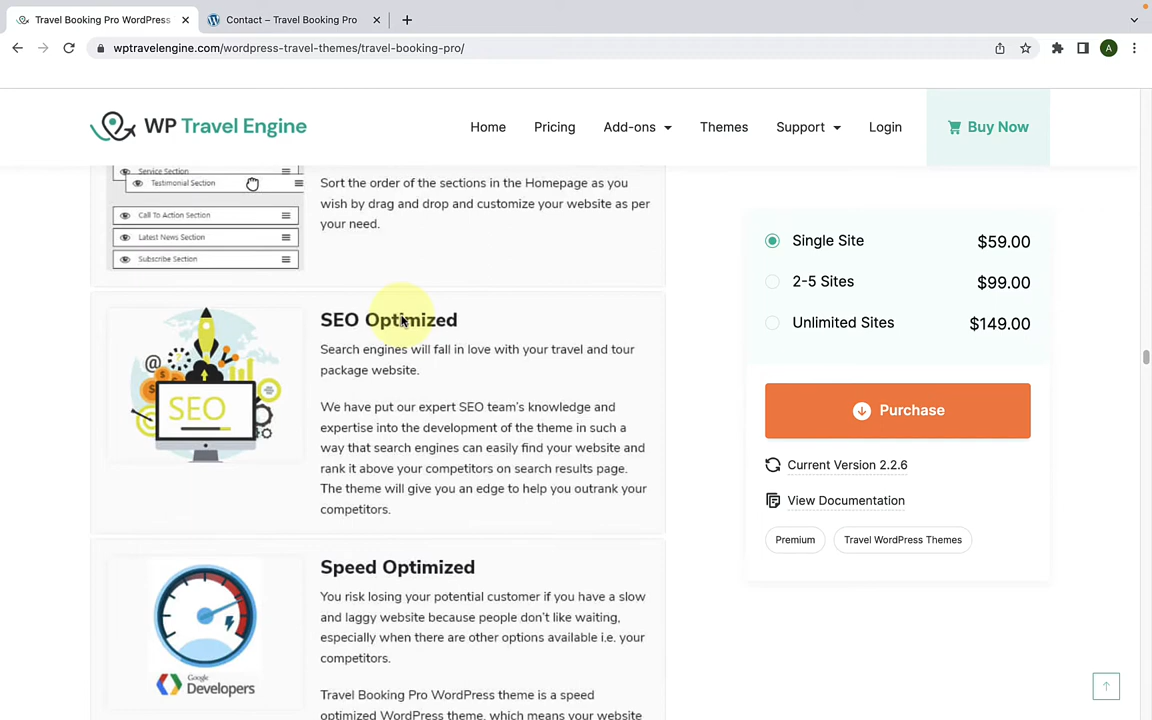 Travel Booking Pro WordPress
Contact – Travel Booking Pro
wptravelengine.com/wordpress-travel-themes/travel-booking-pro/
A
WP Travel Engine
Home
Pricing
Add-ons
Themes
Support
Login
Buy Now
Service Section
Testimonial Section
Call To Action Section
Latest News Section
Subscribe Section
Sort the order of the sections in the Homepage as you
wish by drag and drop and customize your website as per
your need.
SEO
SEO Optimized
Search engines will fall in love with your travel and tour
package website.
We have put our expert SEO team's knowledge and
expertise into the development of the theme in such a
way that search engines can easily find your website and
rank it above your competitors on search results page.
The theme will give you an edge to help you outrank your
competitors.
Google
Developers
Speed Optimized
You risk losing your potential customer if you have a slow
and laggy website because people don't like waiting,
especially when there are other options available i.e. your
competitors.
Travel Booking Pro WordPress theme is a speed
optimized WordPress theme, which means your website
Single Site $59.00
2-5 Sites $99.00
Unlimited Sites $149.00
Purchase
Current Version 2.2.6
View Documentation
Premium
Travel WordPress Themes